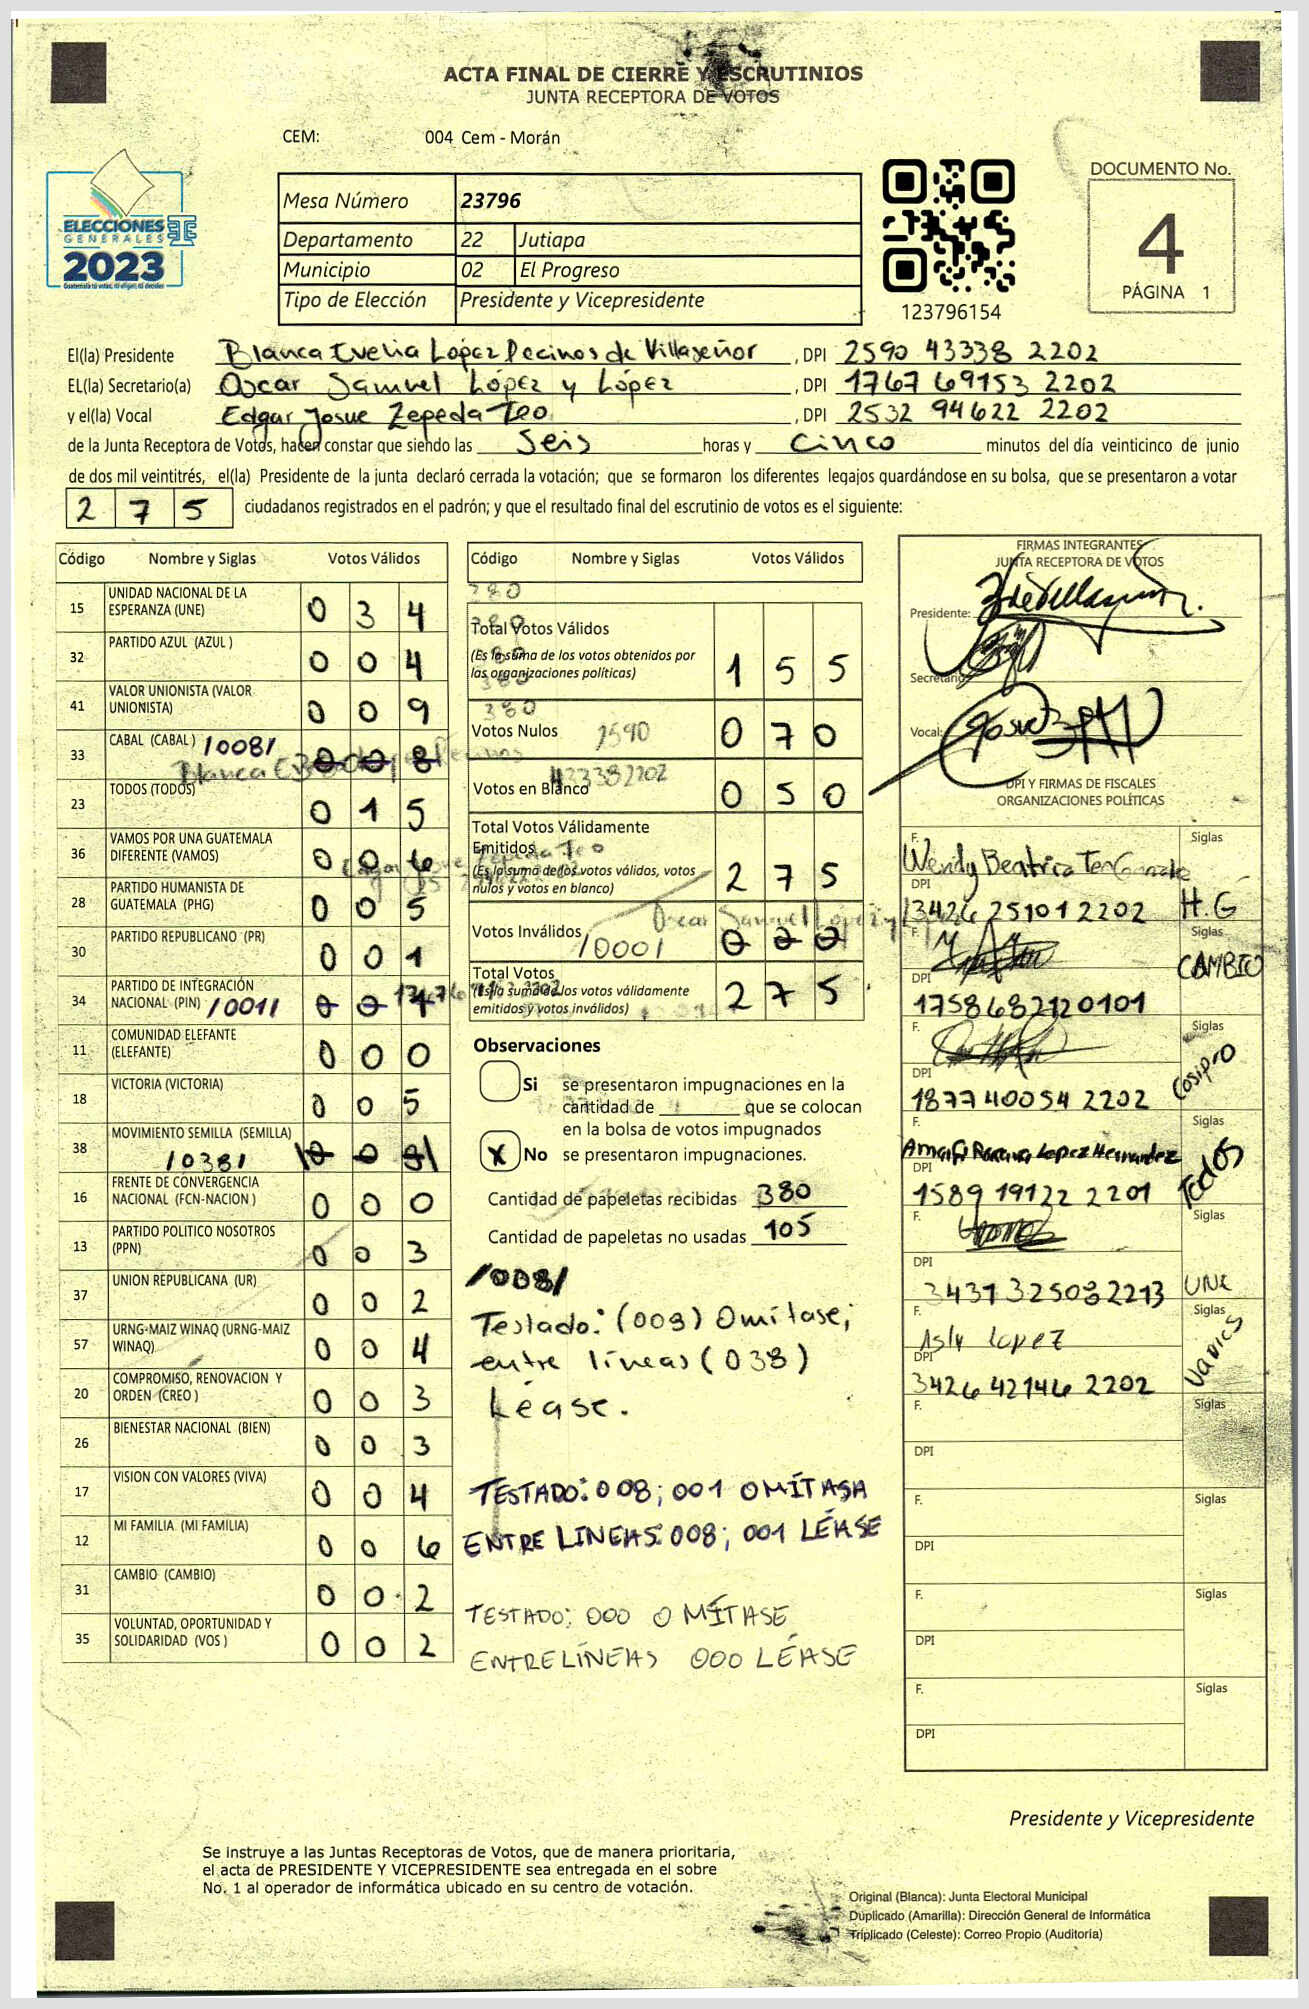 ACTA FINAL DE CIERRE Y ESCRUTINIOS
JUNTA RECEPTORA DE VOTOS
CEM: 004 Cem - Morán
ELECCIONES
GENERALES
2023
Guatemala tú votas, tú eliges, tú decides
Mesa Número 23796
Departamento 22 Jutiapa
Municipio 02 El Progreso
Tipo de Elección Presidente y Vicepresidente
123796154
DOCUMENTO No.
4
PÁGINA 1
El(la) Presidente Blanca Evelia López Pecinos de Villaseñor , DPI 2590 43338 2202
EL(la) Secretario(a) Oscar Samuel López y López , DPI 1767 69153 2202
y el(la) Vocal Edgar Josue Zepeda Teo , DPI 2532 94622 2202
de la Junta Receptora de Votos, hacen constar que siendo las Seis horas y Cinco minutos del día veinticinco de junio
de dos mil veintitrés, el(la) Presidente de la junta declaró cerrada la votación; que se formaron los diferentes legajos guardándose en su bolsa, que se presentaron a votar
2 7 5 ciudadanos registrados en el padrón; y que el resultado final del escrutinio de votos es el siguiente:
Código Nombre y Siglas Votos Válidos
15 UNIDAD NACIONAL DE LA ESPERANZA (UNE) 0 3 4
32 PARTIDO AZUL (AZUL ) 0 0 4
41 VALOR UNIONISTA (VALOR UNIONISTA) 0 0 9
33 CABAL (CABAL) /008/ 0 0 8
23 TODOS (TODOS) 0 1 5
36 VAMOS POR UNA GUATEMALA DIFERENTE (VAMOS) 0 0 6
28 PARTIDO HUMANISTA DE GUATEMALA (PHG) 0 0 5
30 PARTIDO REPUBLICANO (PR) 0 0 1
34 PARTIDO DE INTEGRACIÓN NACIONAL (PIN) /001/ 0 0 1
11 COMUNIDAD ELEFANTE (ELEFANTE) 0 0 0
18 VICTORIA (VICTORIA) 0 0 5
38 MOVIMIENTO SEMILLA (SEMILLA) /038/
16 FRENTE DE CONVERGENCIA NACIONAL (FCN-NACION ) 0 0 0
13 PARTIDO POLITICO NOSOTROS (PPN) 0 0 3
37 UNION REPUBLICANA (UR) 0 0 2
57 URNG-MAIZ WINAQ (URNG-MAIZ WINAQ) 0 0 4
20 COMPROMISO, RENOVACION Y ORDEN (CREO ) 0 0 3
26 BIENESTAR NACIONAL (BIEN) 0 0 3
17 VISION CON VALORES (VIVA) 0 0 4
12 MI FAMILIA (MI FAMILIA) 0 0 6
31 CAMBIO (CAMBIO) 0 0 2
35 VOLUNTAD, OPORTUNIDAD Y SOLIDARIDAD (VOS ) 0 0 2
Código Nombre y Siglas Votos Válidos
380
380
380
380
380
Total Votos Válidos
(Es la suma de los votos obtenidos por
las organizaciones políticas) 1 5 5
Votos Nulos 2590 0 7 0
Votos en Blanco 433382202 0 5 0
Total Votos Válidamente
Emitidos
(Es la suma de los votos válidos, votos
nulos y votos en blanco) 2 7 5
Oscar Samuel López y
Votos Inválidos /000/ 0 0 0
Total Votos
(Es la suma de los votos válidamente
emitidos y votos inválidos) 2 7 5
Observaciones
Si se presentaron impugnaciones en la
cantidad de ________ que se colocan
en la bolsa de votos impugnados
X No se presentaron impugnaciones.
Cantidad de papeletas recibidas 380
Cantidad de papeletas no usadas 105
/008/
Testado: (003) Omítase;
entre líneas (038)
Léase.
TESTADO: 008; 001 OMÍTASA
ENTRE LINEAS: 008; 001 LÉASE
TESTADO: 000 OMÍTASE
ENTRELÍNEAS 000 LÉASE
FIRMAS INTEGRANTES
JUNTA RECEPTORA DE VOTOS
Presidente:
Secretario:
Vocal:
DPI Y FIRMAS DE FISCALES
ORGANIZACIONES POLÍTICAS
F. Wendy Beatriz Teo Siglas
DPI 3426 25101 2202 H.G
F. Siglas CAMBIO
DPI 1758682120101
F. Siglas
DPI 1877 40054 2202 Cosipro
F. Lopez Hernandez Siglas
DPI 1589 19122 2201 Todos
F. Siglas
DPI 3431 32503 2213 UNE
F. Asly Lopez Siglas
DPI 3426 42146 2202
F. Siglas
DPI
F. Siglas
DPI
F. Siglas
DPI
F. Siglas
DPI
Presidente y Vicepresidente
Se instruye a las Juntas Receptoras de Votos, que de manera prioritaria,
el acta de PRESIDENTE Y VICEPRESIDENTE sea entregada en el sobre
No. 1 al operador de informática ubicado en su centro de votación.
Original (Blanca): Junta Electoral Municipal
Duplicado (Amarilla): Dirección General de Informática
Triplicado (Celeste): Correo Propio (Auditoría)